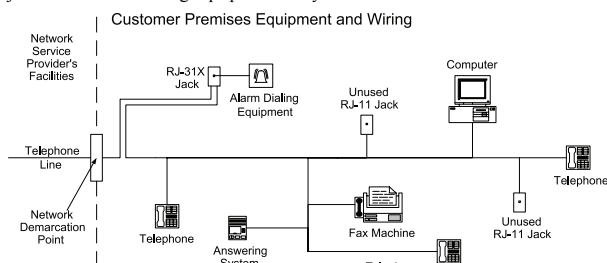 Customer Premises Equipment and Wiring
Network
Service
Provider's
Facilities
RJ-31X
Jack
Alarm Dialing
Equipment
Unused
RJ-11 Jack
Computer
Telephone
Line
Telephone
Network
Demarcation
Point
Telephone
Answering
System
Fax Machine
Unused
RJ-11 Jack